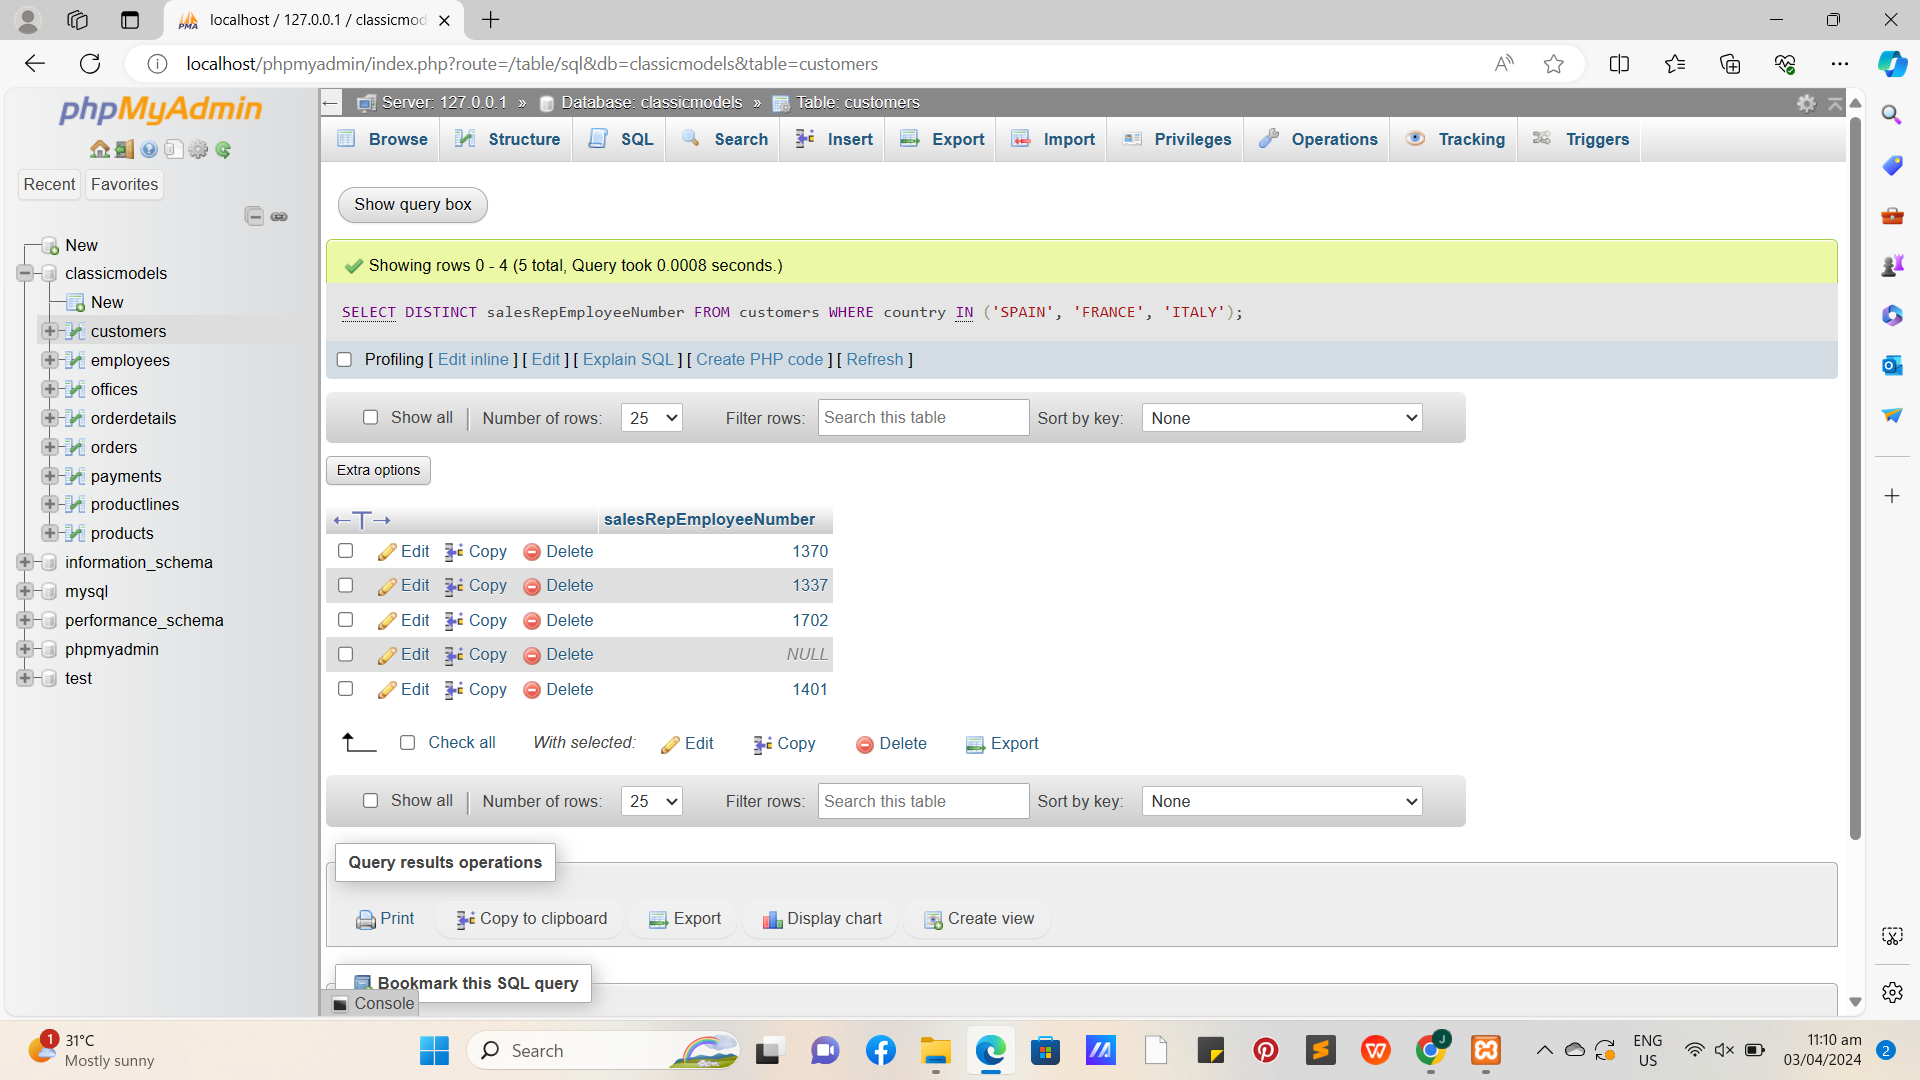 localhost / 127.0.0.1 / classicmod
localhost/phpmyadmin/index.php?route=/table/sql&db=classicmodels&table=customers
phpMyAdmin
Recent Favorites
New
classicmodels
New
customers
employees
offices
orderdetails
orders
payments
productlines
products
information_schema
mysql
performance_schema
phpmyadmin
test
Server: 127.0.0.1 » Database: classicmodels » Table: customers
Browse Structure SQL Search Insert Export Import Privileges Operations Tracking Triggers
Show query box
Showing rows 0 - 4 (5 total, Query took 0.0008 seconds.)
SELECT DISTINCT salesRepEmployeeNumber FROM customers WHERE country IN ('SPAIN', 'FRANCE', 'ITALY');
Profiling [ Edit inline ] [ Edit ] [ Explain SQL ] [ Create PHP code ] [ Refresh ]
Show all Number of rows: 25 Filter rows: Search this table Sort by key: None
Extra options
salesRepEmployeeNumber
Edit Copy Delete 1370
Edit Copy Delete 1337
Edit Copy Delete 1702
Edit Copy Delete NULL
Edit Copy Delete 1401
Check all With selected: Edit Copy Delete Export
Show all Number of rows: 25 Filter rows: Search this table Sort by key: None
Query results operations
Print Copy to clipboard Export Display chart Create view
Bookmark this SQL query
Console
1 31°C
Mostly sunny
Search
J
ENG
US
11:10 am
03/04/2024
2